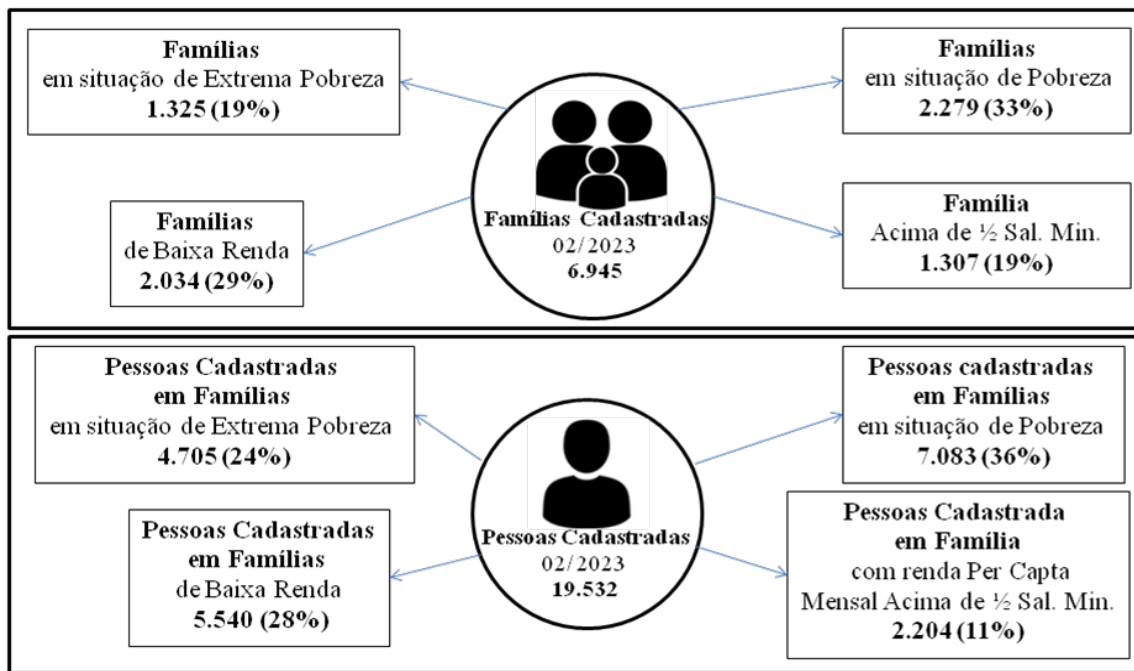 Famílias
em situação de Extrema Pobreza
1.325 (19%)
Famílias
em situação de Pobreza
2.279 (33%)
Famílias Cadastradas
02/2023
6.945
Famílias
de Baixa Renda
2.034 (29%)
Família
Acima de ½ Sal. Min.
1.307 (19%)
Pessoas Cadastradas
em Famílias
em situação de Extrema Pobreza
4.705 (24%)
Pessoas cadastradas
em Famílias
em situação de Pobreza
7.083 (36%)
Pessoas Cadastradas
02/2023
19.532
Pessoas Cadastradas
em Famílias
de Baixa Renda
5.540 (28%)
Pessoas Cadastrada
em Família
com renda Per Capta
Mensal Acima de ½ Sal. Min.
2.204 (11%)